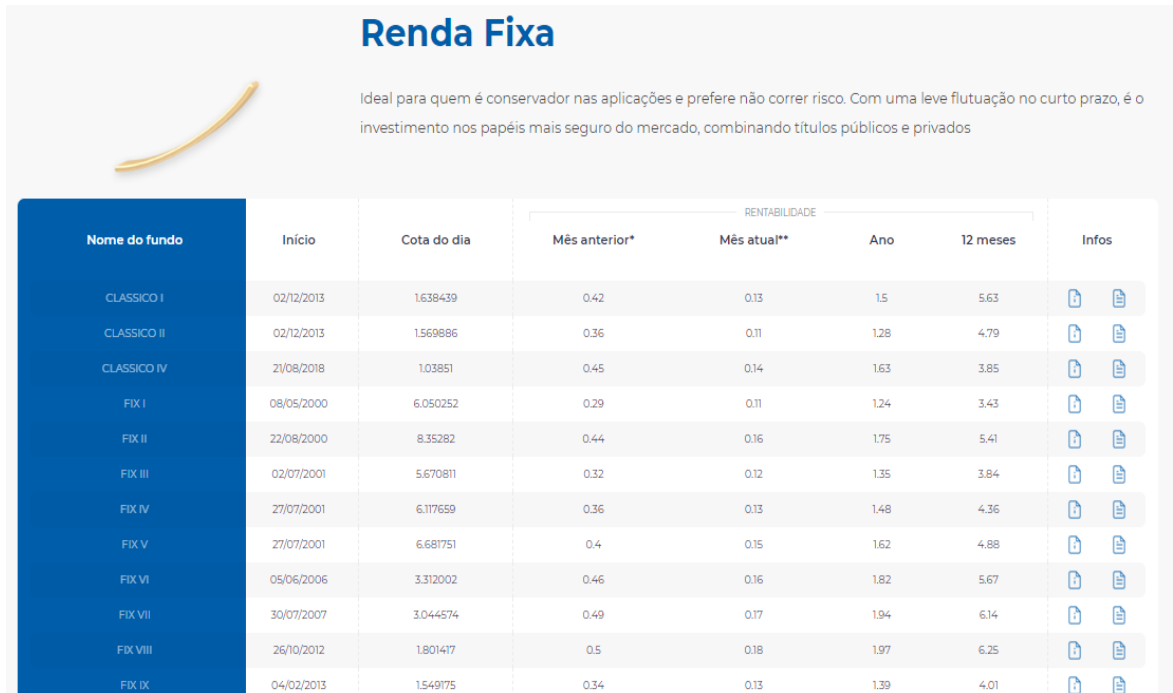 Renda Fixa
Ideal para quem é conservador nas aplicações e prefere não correr risco. Com uma leve flutuação no curto prazo, é o
investimento nos papéis mais seguro do mercado, combinando títulos públicos e privados
RENTABILIDADE
Nome do fundo Início Cota do dia Mês anterior* Mês atual** Ano 12 meses Infos
CLASSICO I 02/12/2013 1.638439 0.42 0.13 1.5 5.63
CLASSICO II 02/12/2013 1.569886 0.36 0.11 1.28 4.79
CLASSICO IV 21/08/2018 1.03851 0.45 0.14 1.63 3.85
FIX I 08/05/2000 6.050252 0.29 0.11 1.24 3.43
FIX II 22/08/2000 8.35282 0.44 0.16 1.75 5.41
FIX III 02/07/2001 5.670811 0.32 0.12 1.35 3.84
FIX IV 27/07/2001 6.117659 0.36 0.13 1.48 4.36
FIX V 27/07/2001 6.681751 0.4 0.15 1.62 4.88
FIX VI 05/06/2006 3.312002 0.46 0.16 1.82 5.67
FIX VII 30/07/2007 3.044574 0.49 0.17 1.94 6.14
FIX VIII 26/10/2012 1.801417 0.5 0.18 1.97 6.25
FIX IX 04/02/2013 1.549175 0.34 0.13 1.39 4.01